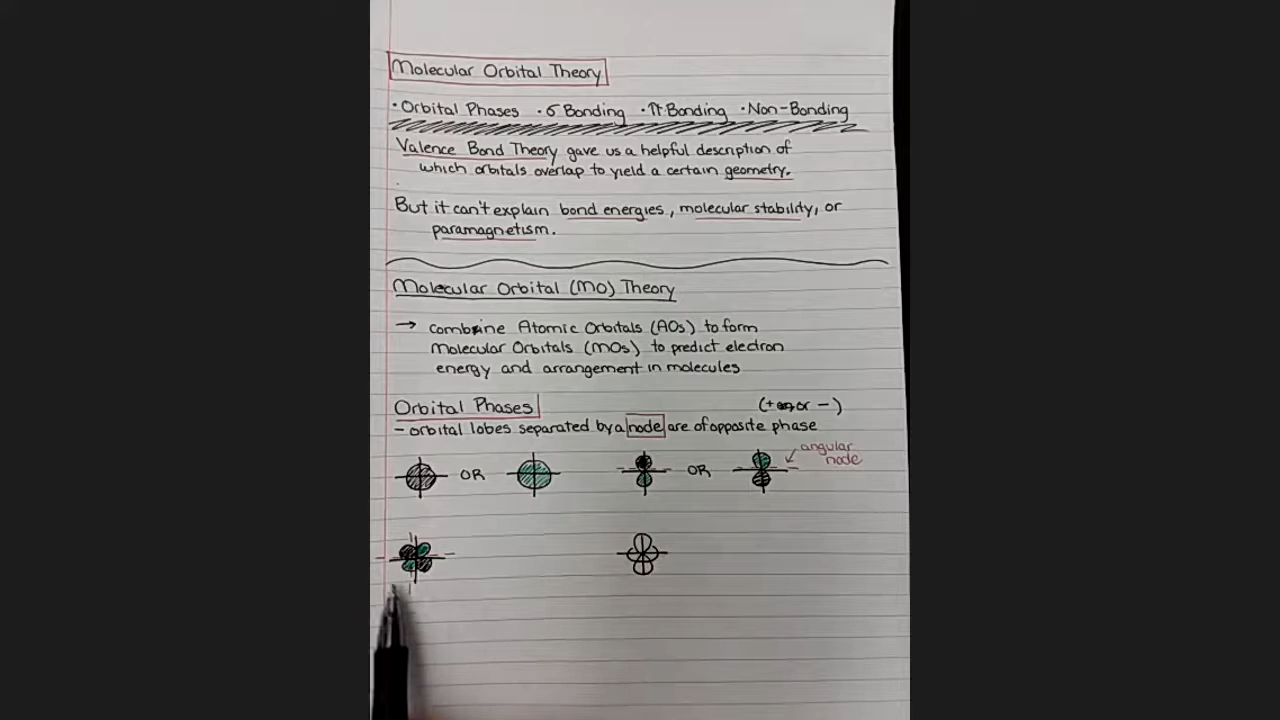 Molecular Orbital Theory
• Orbital Phases • σ Bonding • π Bonding • Non-Bonding
Valence Bond Theory gave us a helpful description of
which orbitals overlap to yield a certain geometry.
But it can't explain bond energies, molecular stability, or
paramagnetism.
Molecular Orbital (MO) Theory
→ combine Atomic Orbitals (AOs) to form
Molecular Orbitals (MOs) to predict electron
energy and arrangement in molecules
Orbital Phases (+ or -)
- orbital lobes separated by a node are of opposite phase
OR OR angular
node